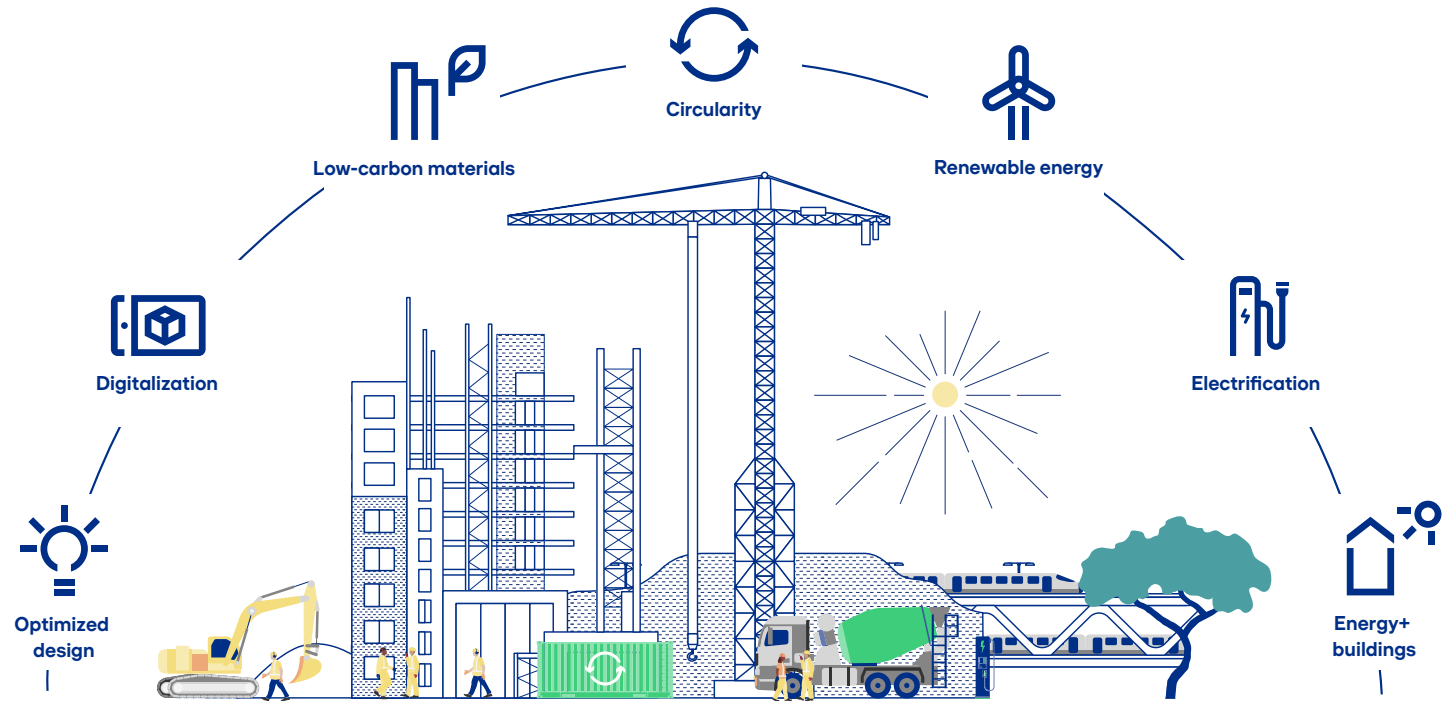 Circularity
Low-carbon materials
Renewable energy
Digitalization
Electrification
Optimized
design
Energy+
buildings